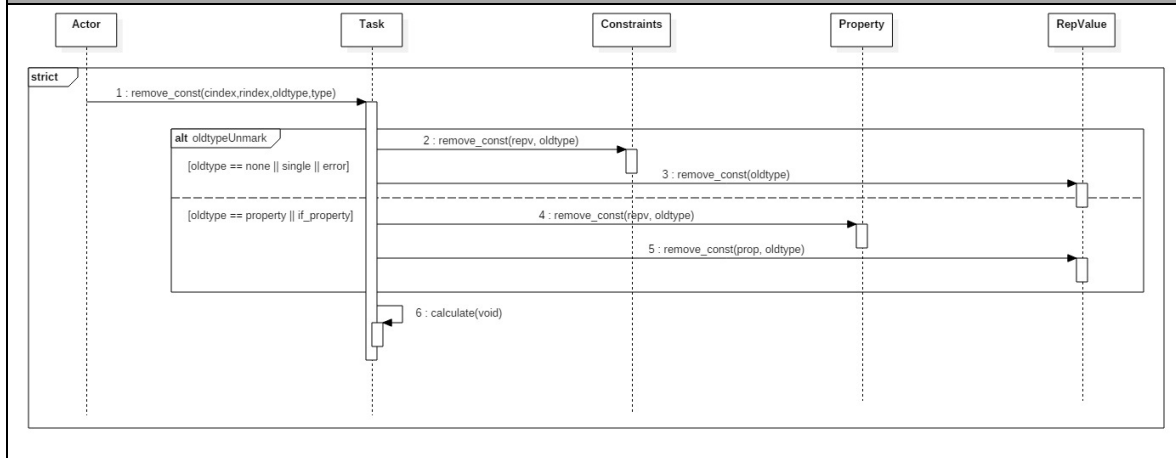 Actor
Task
Constraints
Property
RepValue
strict
1 : remove_const(cindex,rindex,oldtype,type)
alt oldtypeUnmark
2 : remove_const(repv, oldtype)
[oldtype == none || single || error]
3 : remove_const(oldtype)
[oldtype == property || if_property]
4 : remove_const(repv, oldtype)
5 : remove_const(prop, oldtype)
6 : calculate(void)